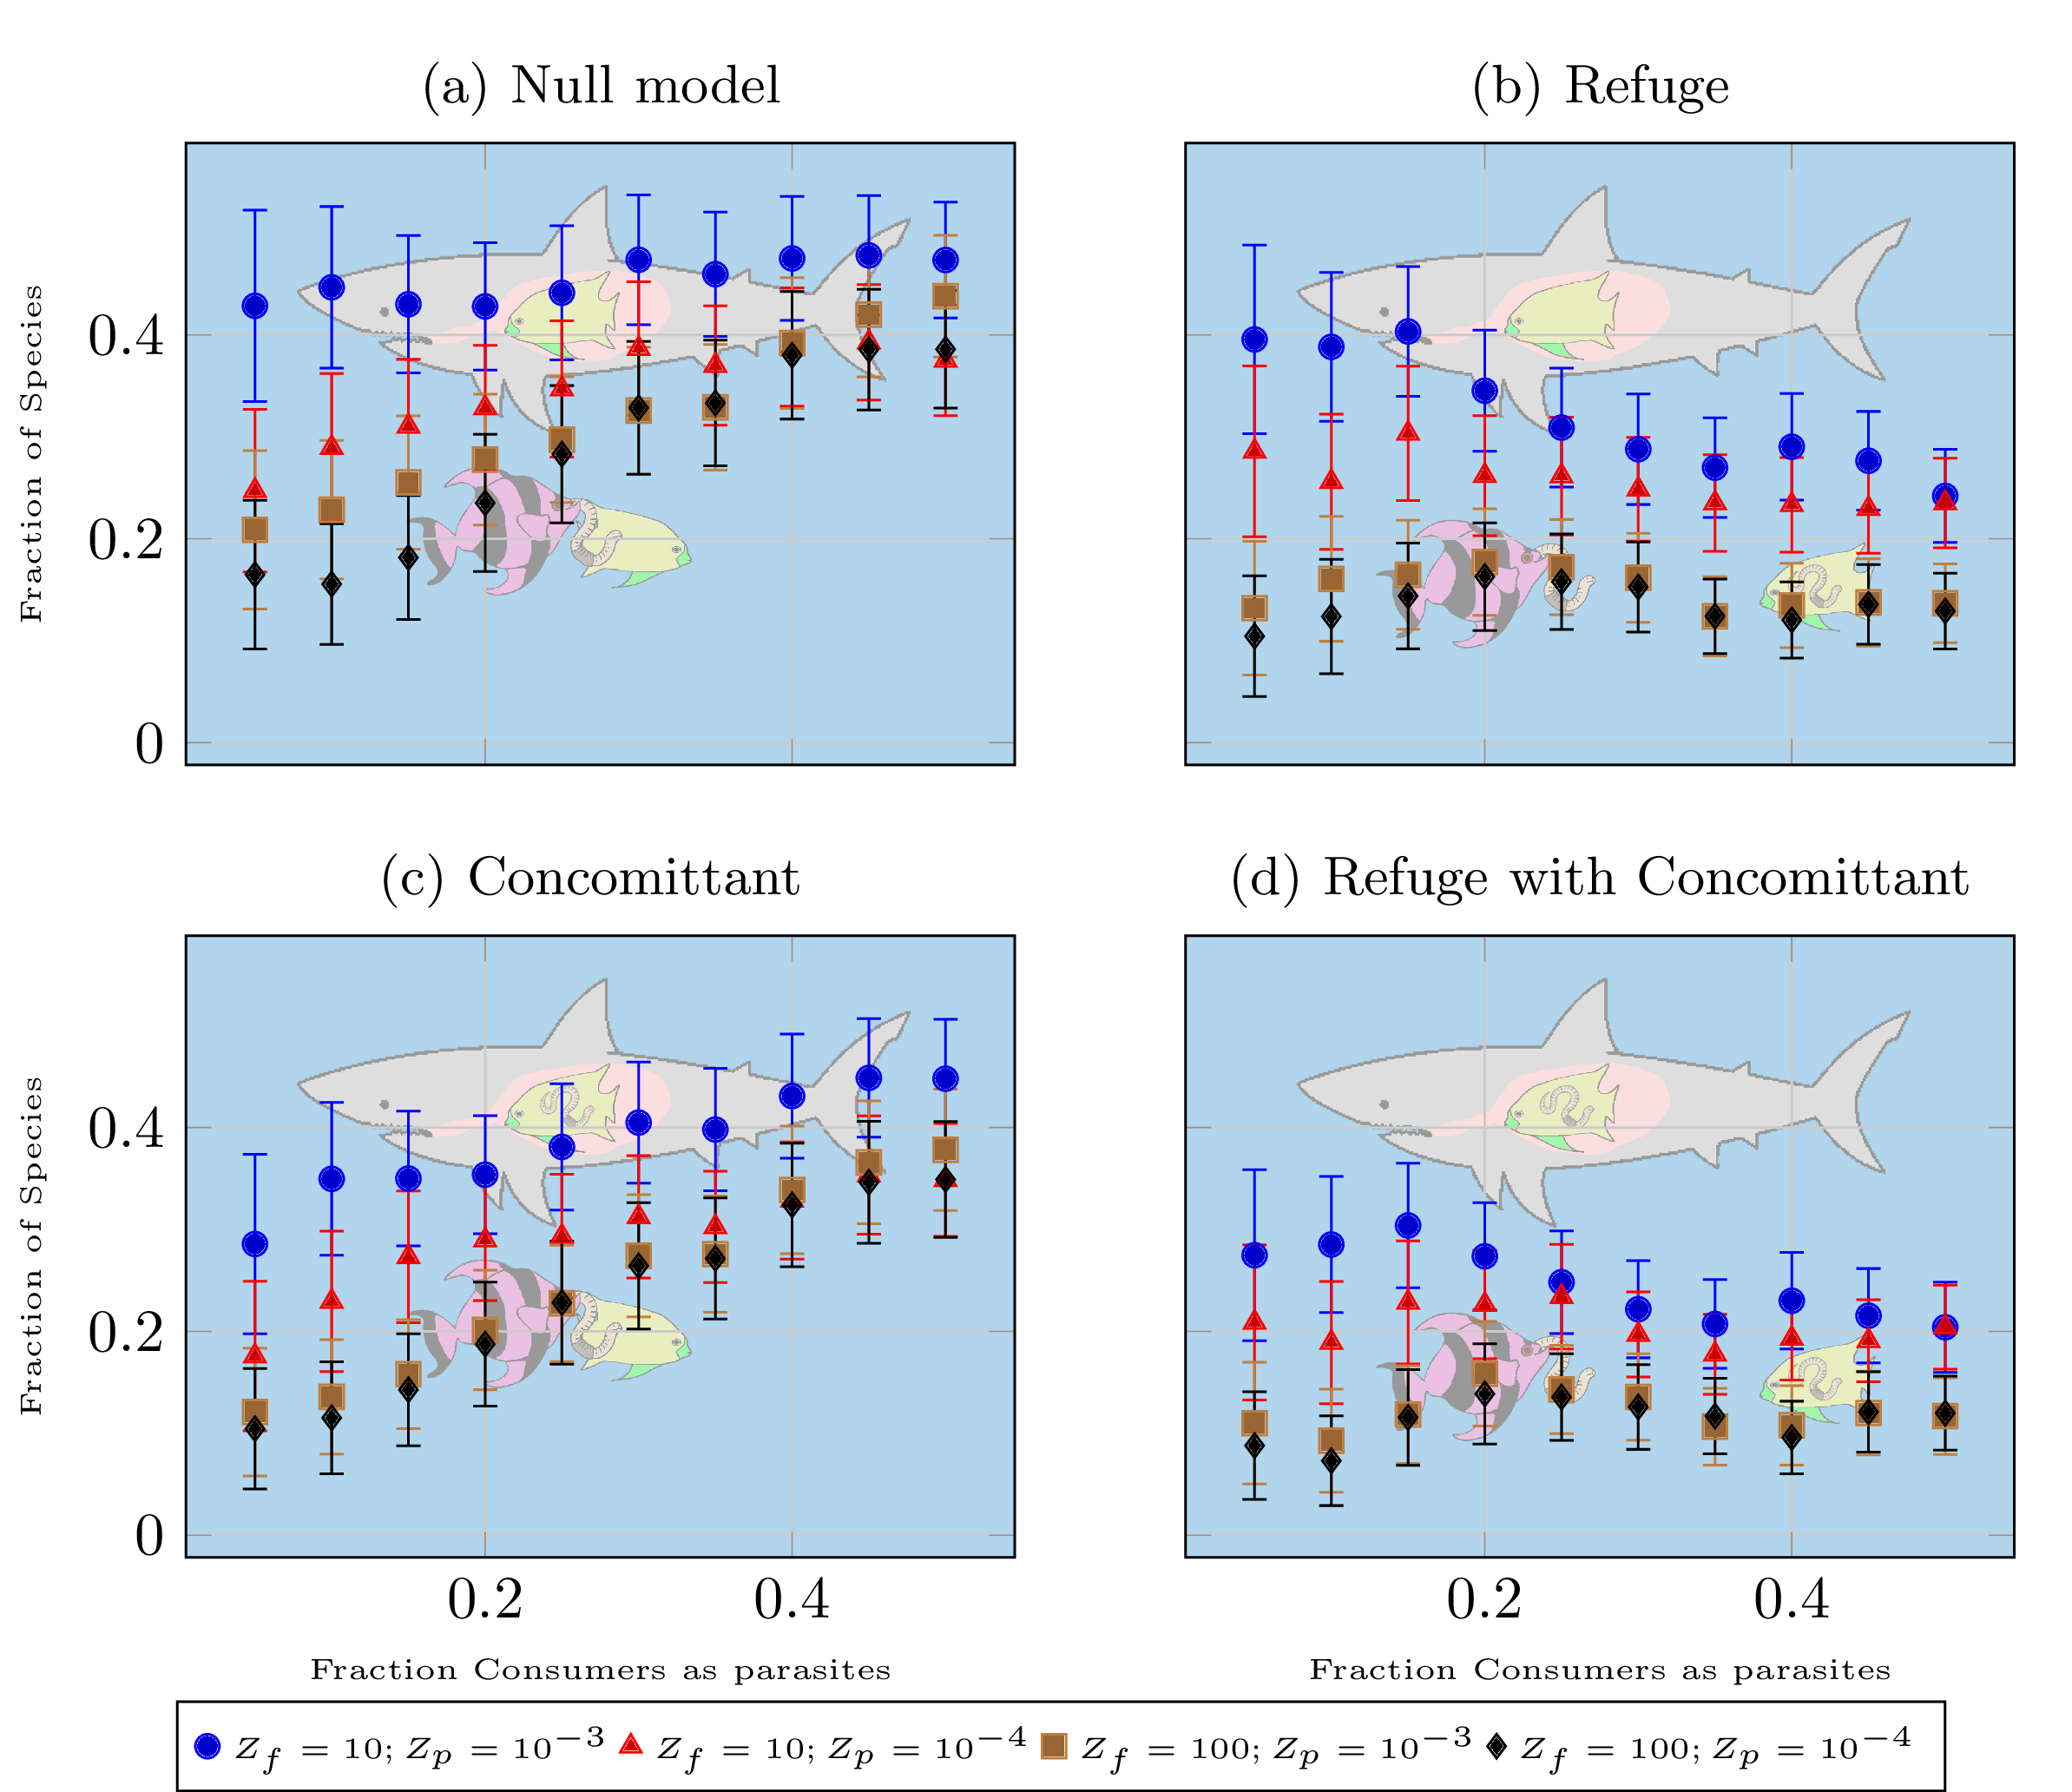 (a) Null model
(b) Refuge
Fraction of Species
0.4
0.2
0
(c) Concomittant
(d) Refuge with Concomittant
Fraction of Species
0.4
0.2
0
0.2 0.4
0.2 0.4
Fraction Consumers as parasites
Fraction Consumers as parasites
Z_f = 10; Z_p = 10^{-3} Z_f = 10; Z_p = 10^{-4} Z_f = 100; Z_p = 10^{-3} Z_f = 100; Z_p = 10^{-4}